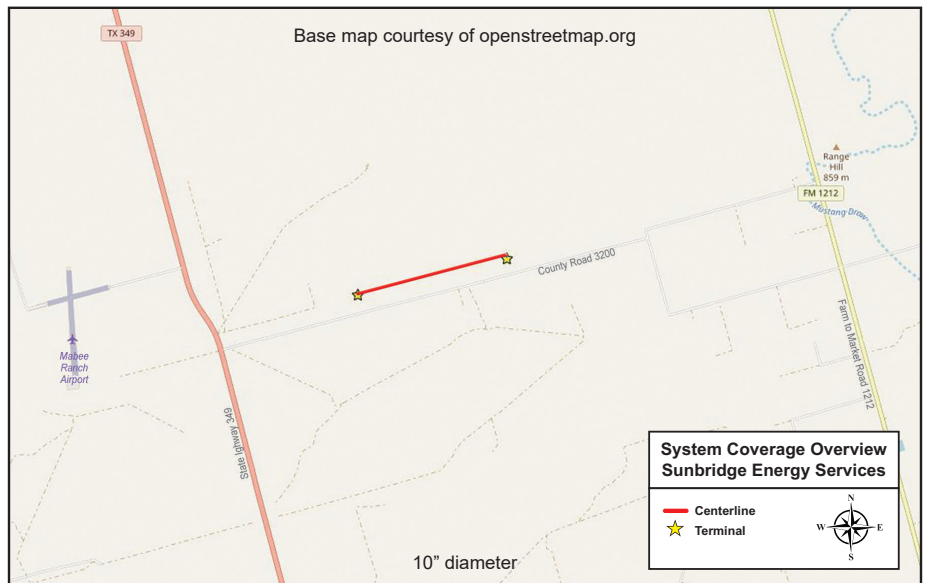 TX 349
Base map courtesy of openstreetmap.org
Range
Hill
859 m
FM 1212
Mustang Draw
County Road 3200
Mabee
Ranch
Airport
Farm to Market Road 1212
State Ighway 349
System Coverage Overview
Sunbridge Energy Services
Centerline
Terminal
N
W
E
S
10” diameter